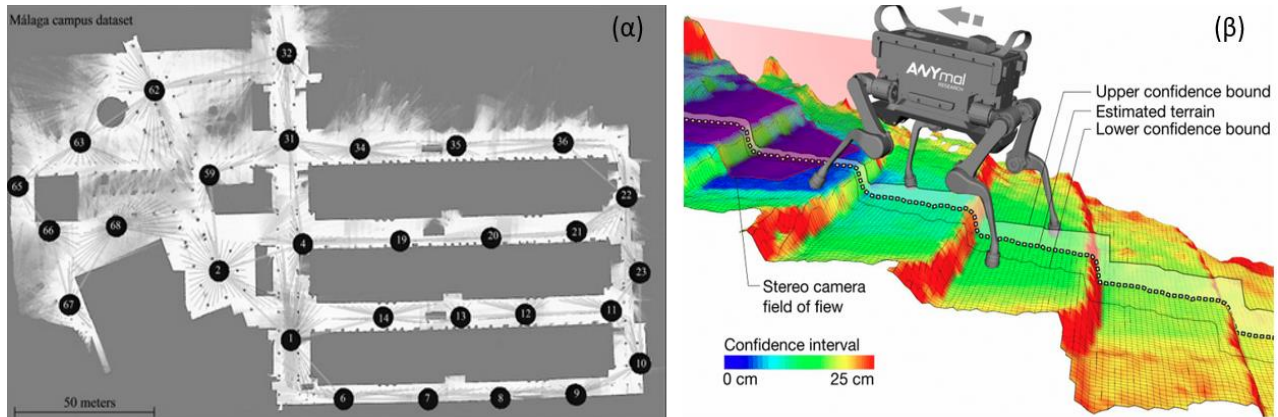 Málaga campus dataset
(α)
32
62
63
31
34
35
36
59
65
22
66
68
4
19
20
21
2
23
67
14
13
12
11
1
10
6
7
8
9
50 meters
(β)
ANYmal
RESEARCH
Upper confidence bound
Estimated terrain
Lower confidence bound
Stereo camera
field of fiew
Confidence interval
0 cm
25 cm